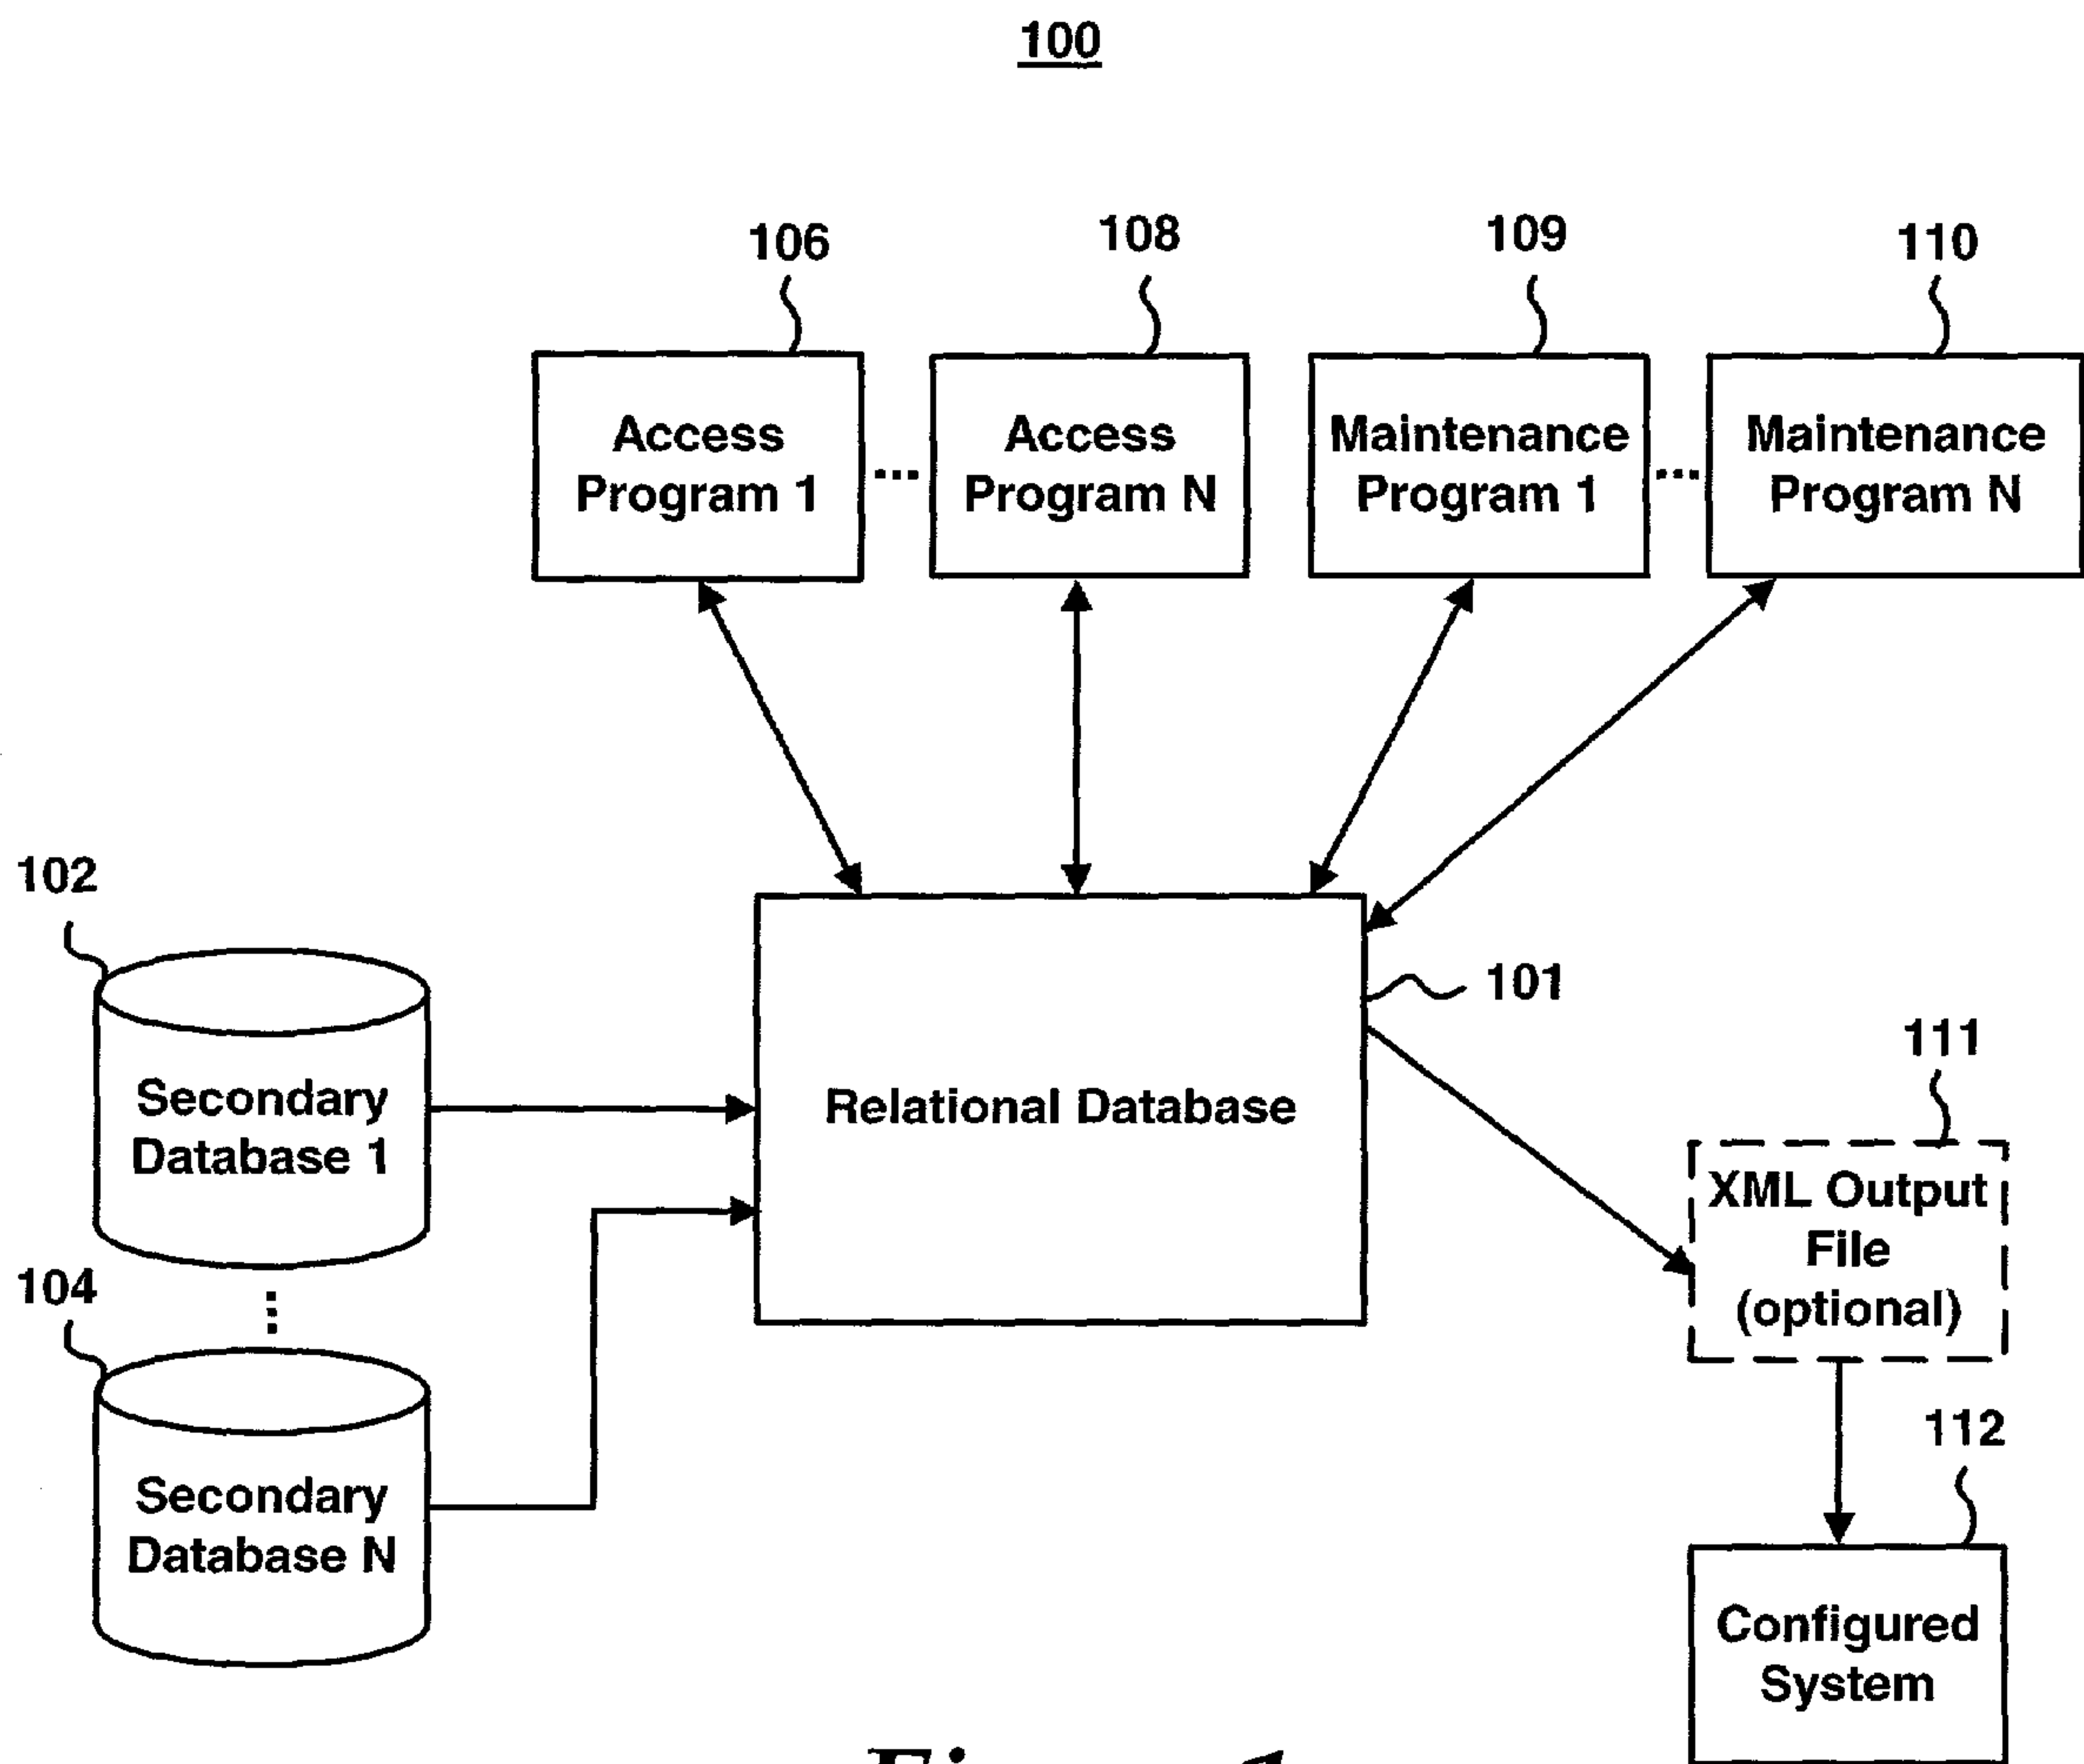 100
106
108
109
110
Access
Program 1
...
Access
Program N
Maintenance
Program 1
...
Maintenance
Program N
102
101
Secondary
Database 1
Relational Database
111
XML Output
File
(optional)
104
112
Secondary
Database N
Configured
System